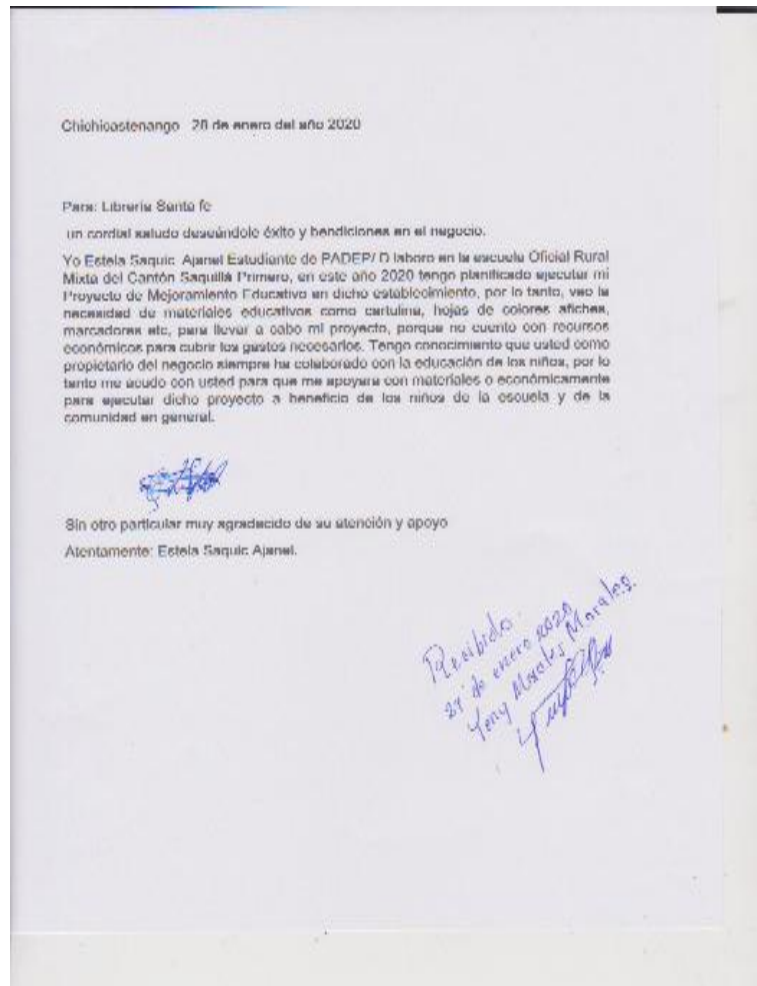 Chichicastenango 28 de enero del año 2020
Para: Librería Santa fe
un cordial saludo deseándole éxito y bendiciones en el negocio.
Yo Estela Saquic Ajanel Estudiante de PADEP/ D laboro en la escuela Oficial Rural
Mixta del Cantón Saquillá Primero, en este año 2020 tengo planificado ejecutar mi
Proyecto de Mejoramiento Educativo en dicho establecimiento, por lo tanto, veo la
necesidad de materiales educativos como cartulina, hojas de colores afiches,
marcadores etc, para llevar a cabo mi proyecto, porque no cuento con recursos
económicos para cubrir los gastos necesarios. Tengo conocimiento que usted como
propietario del negocio siempre ha colaborado con la educación de los niños, por lo
tanto me acudo con usted para que me apoyara con materiales o económicamente
para ejecutar dicho proyecto a beneficio de los niños de la escuela y de la
comunidad en general.
Sin otro particular muy agradecido de su atención y apoyo
Atentamente: Estela Saquic Ajanel.
Recibido.
de enero 2020
Yeny Morales Morales.